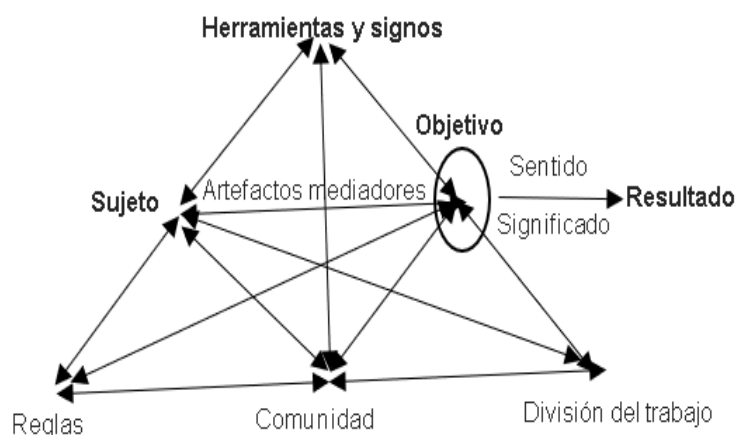 Herramientas y signos
Objetivo
Sentido
Artefactos mediadores
Sujeto
Resultado
Significado
Reglas
Comunidad
División del trabajo